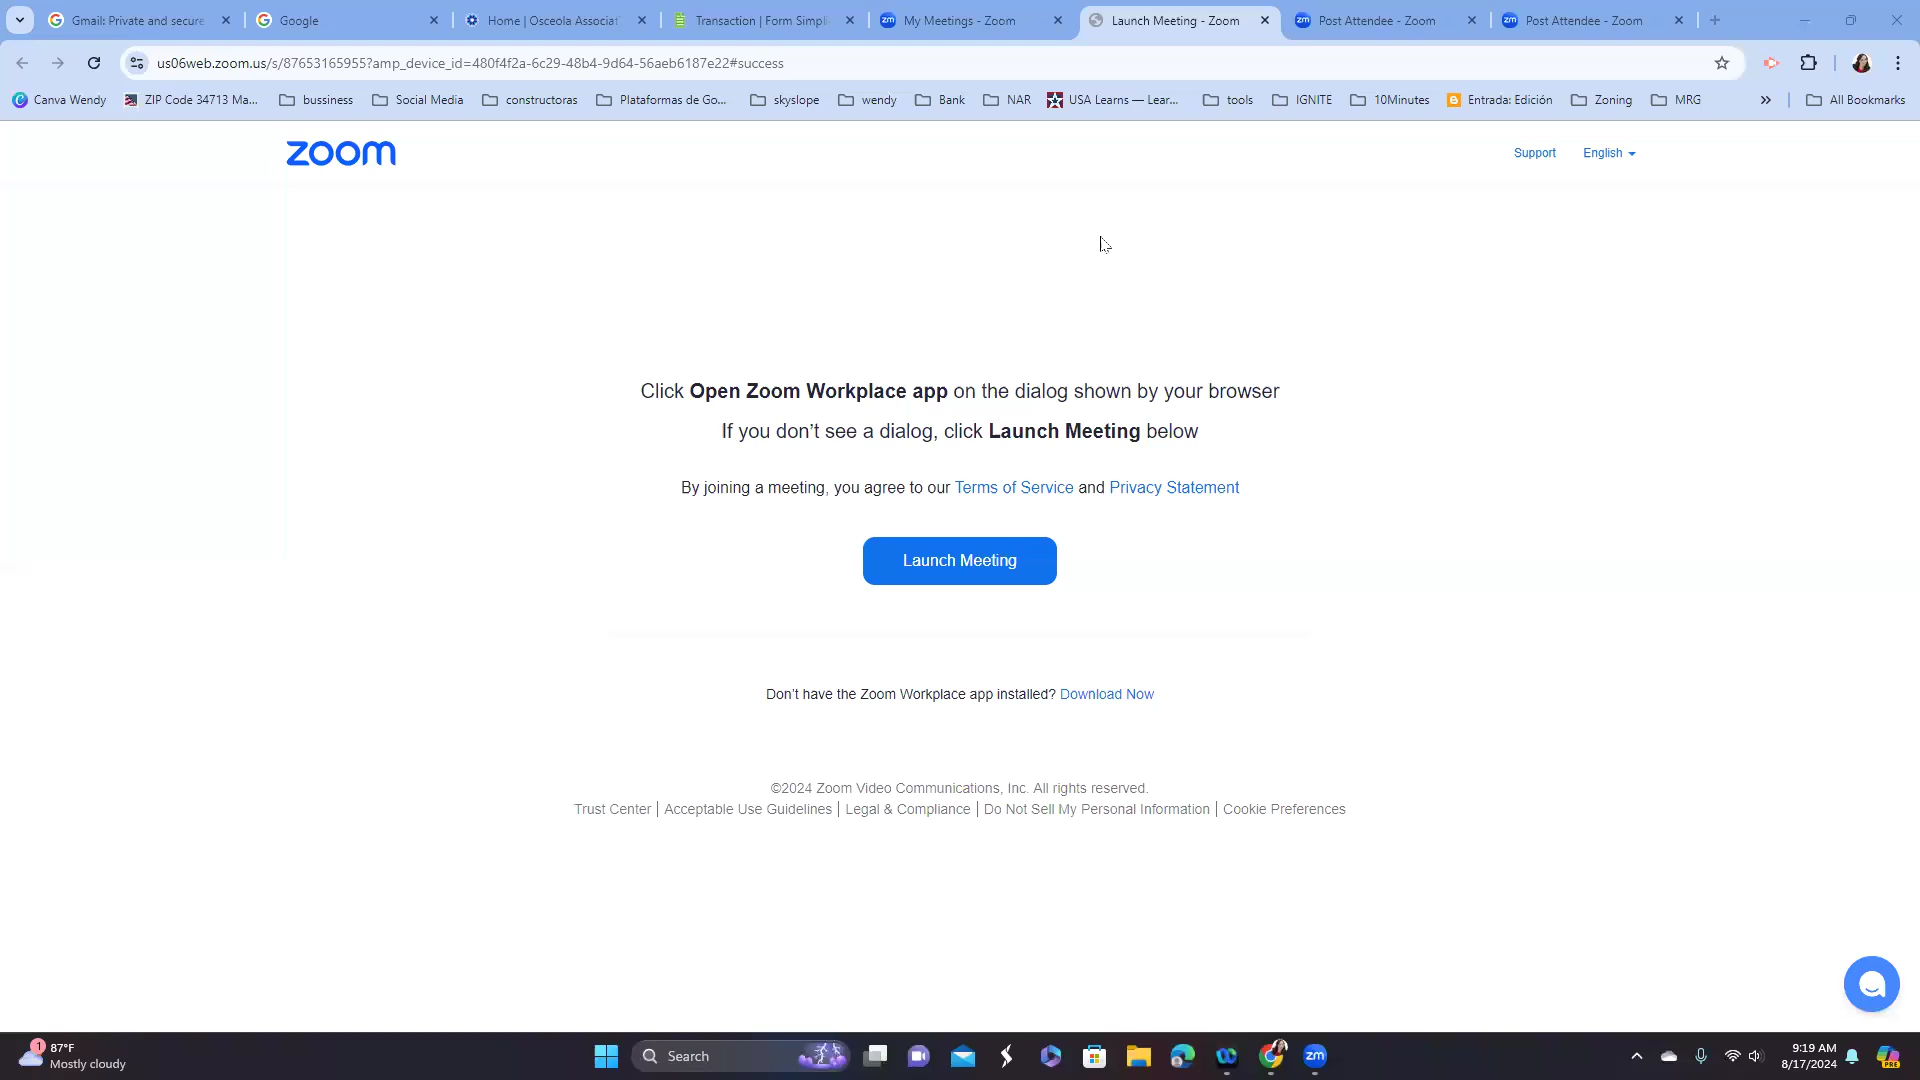 Gmail: Private and secure
Google
Home | Osceola Associat
Transaction | Form Simpli
zm My Meetings - Zoom
Launch Meeting - Zoom
zm Post Attendee - Zoom
zm Post Attendee - Zoom
us06web.zoom.us/s/87653165955?amp_device_id=480f4f2a-6c29-48b4-9d64-56aeb6187e22#success
Canva Wendy
ZIP Code 34713 Ma...
bussiness
Social Media
constructoras
Plataformas de Go...
skyslope
wendy
Bank
NAR
USA Learns — Lear...
tools
IGNITE
10Minutes
Entrada: Edición
Zoning
MRG
All Bookmarks
zoom
Support
English
Click Open Zoom Workplace app on the dialog shown by your browser
If you don’t see a dialog, click Launch Meeting below
By joining a meeting, you agree to our Terms of Service and Privacy Statement
Launch Meeting
Don’t have the Zoom Workplace app installed? Download Now
©2024 Zoom Video Communications, Inc. All rights reserved.
Trust Center | Acceptable Use Guidelines | Legal & Compliance | Do Not Sell My Personal Information | Cookie Preferences
1
87°F
Mostly cloudy
Search
zm
9:19 AM
8/17/2024
PRE